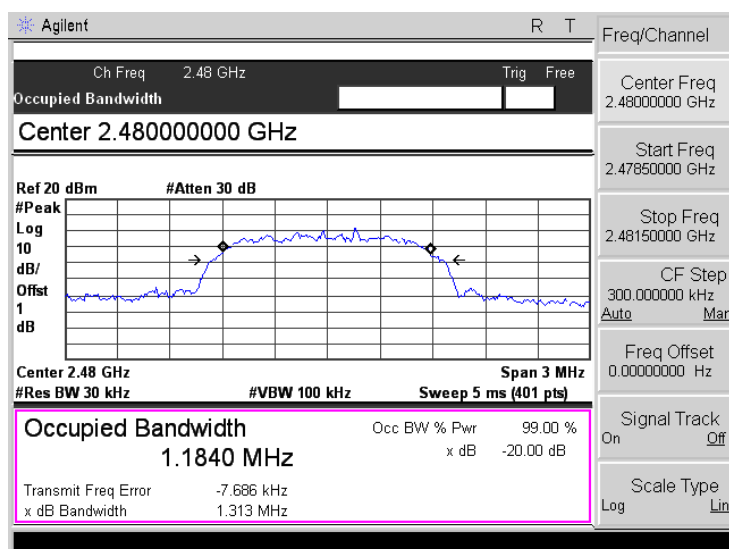 Agilent R T
Ch Freq 2.48 GHz Trig Free
Occupied Bandwidth
Center 2.480000000 GHz
Ref 20 dBm #Atten 30 dB
#Peak
Log
10
dB/
Offst
1
dB
Center 2.48 GHz Span 3 MHz
#Res BW 30 kHz #VBW 100 kHz Sweep 5 ms (401 pts)
Occupied Bandwidth
1.1840 MHz
Occ BW % Pwr 99.00 %
x dB -20.00 dB
Transmit Freq Error -7.686 kHz
x dB Bandwidth 1.313 MHz
Freq/Channel
Center Freq
2.48000000 GHz
Start Freq
2.47850000 GHz
Stop Freq
2.48150000 GHz
CF Step
300.000000 kHz
Auto Man
Freq Offset
0.00000000 Hz
Signal Track
On Off
Scale Type
Log Lin